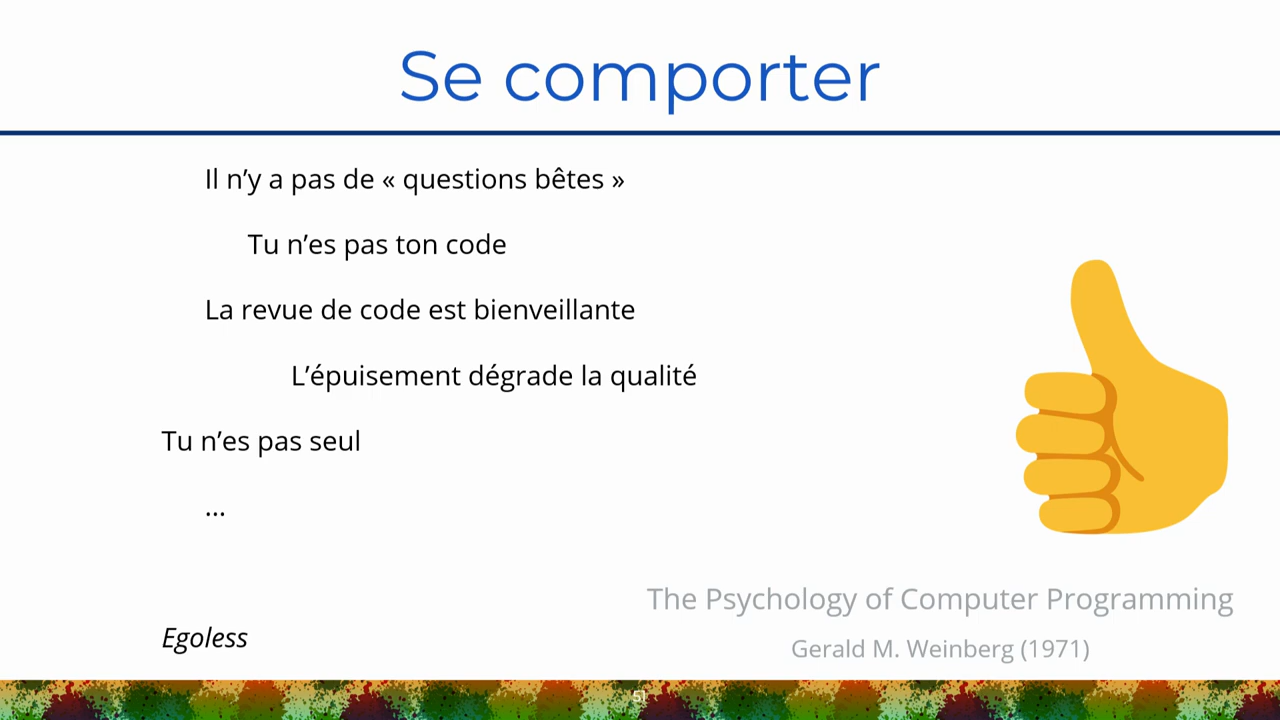 Se comporter
Il n’y a pas de « questions bêtes »
Tu n’es pas ton code
La revue de code est bienveillante
L’épuisement dégrade la qualité
Tu n’es pas seul
...
The Psychology of Computer Programming
Egoless
Gerald M. Weinberg (1971)
51